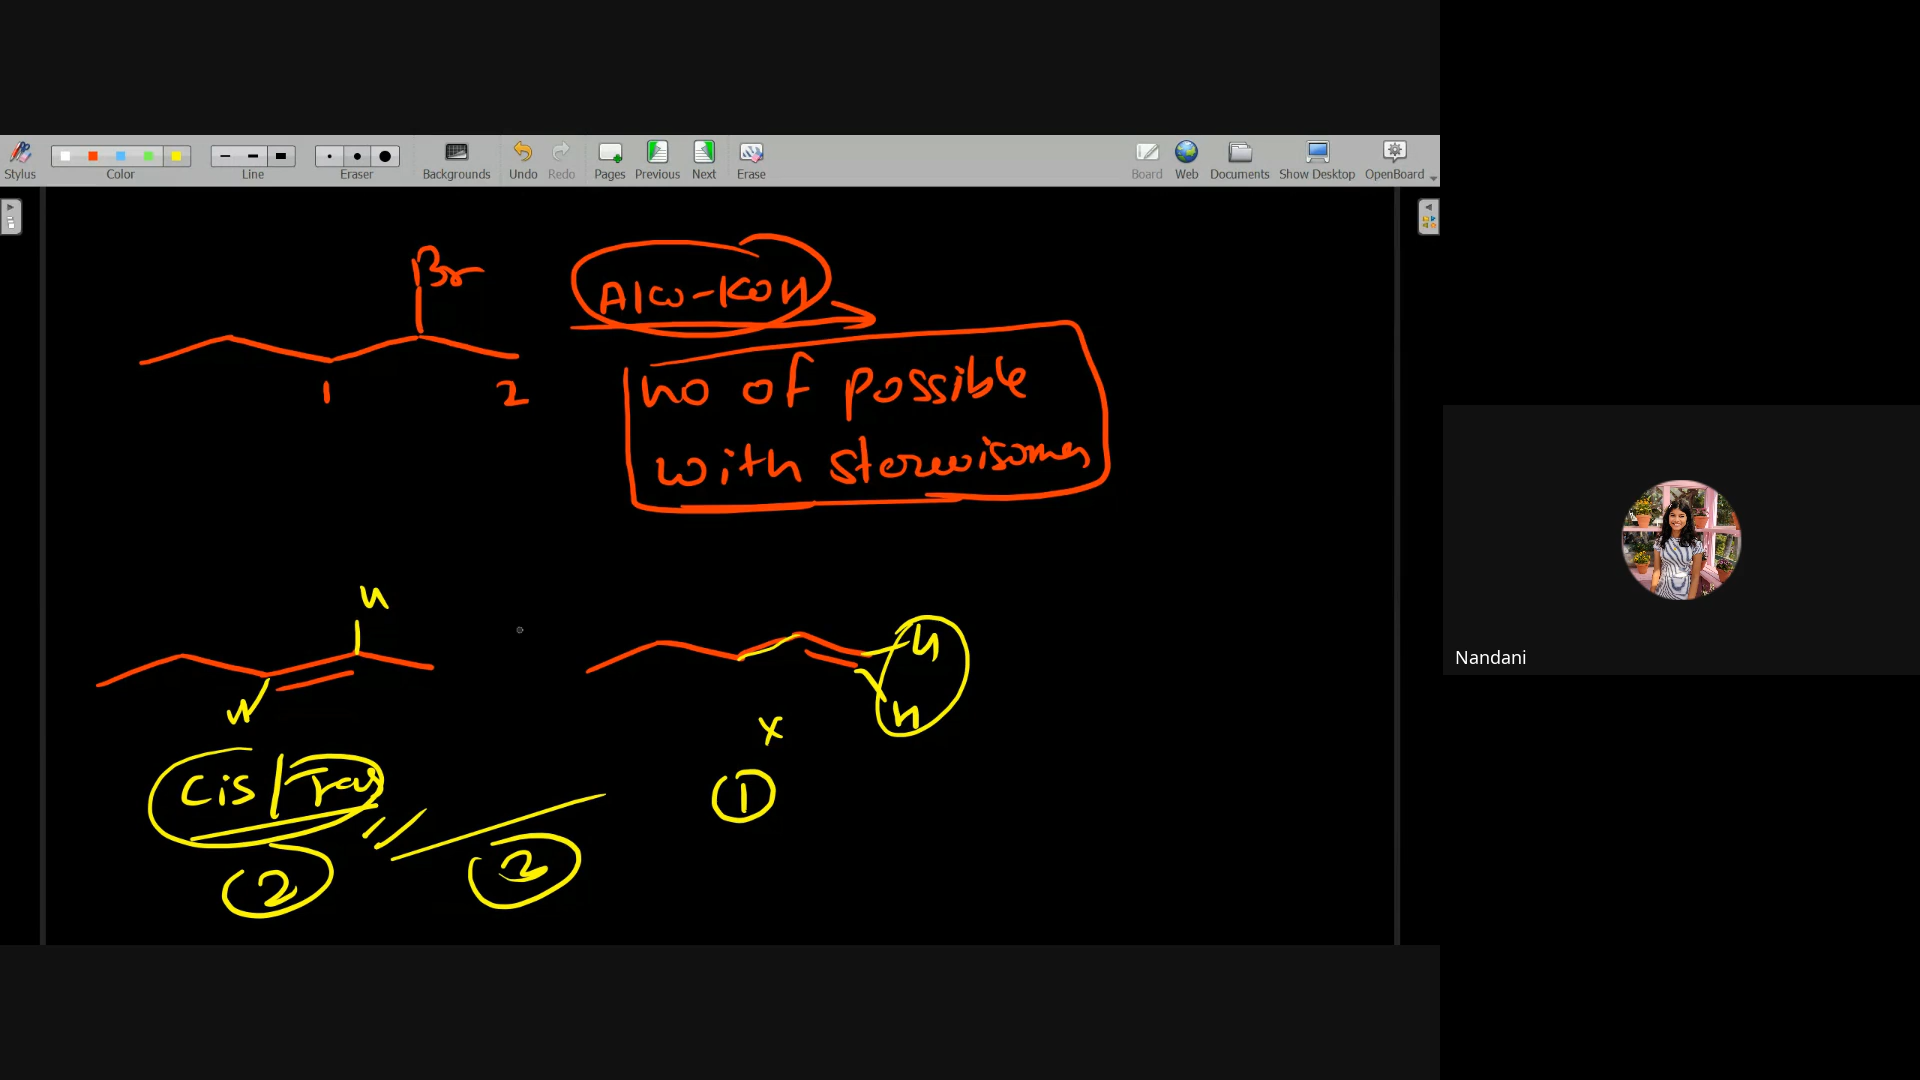 Stylus Color Line Eraser Backgrounds Undo Redo Pages Previous Next Erase Board Web Documents Show Desktop OpenBoard
Br
Alco-KOH
1 2
no of possible
with stereoisomers
H
H
H
H
x
Cis/Trans
1
2
3
Nandani